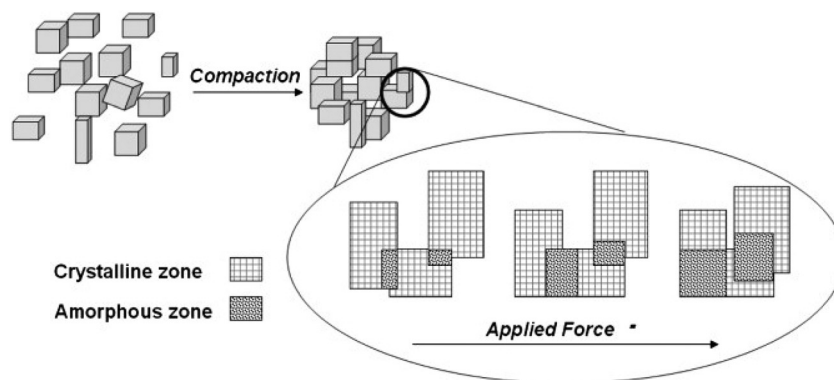 Compaction
Crystalline zone
Amorphous zone
Applied Force